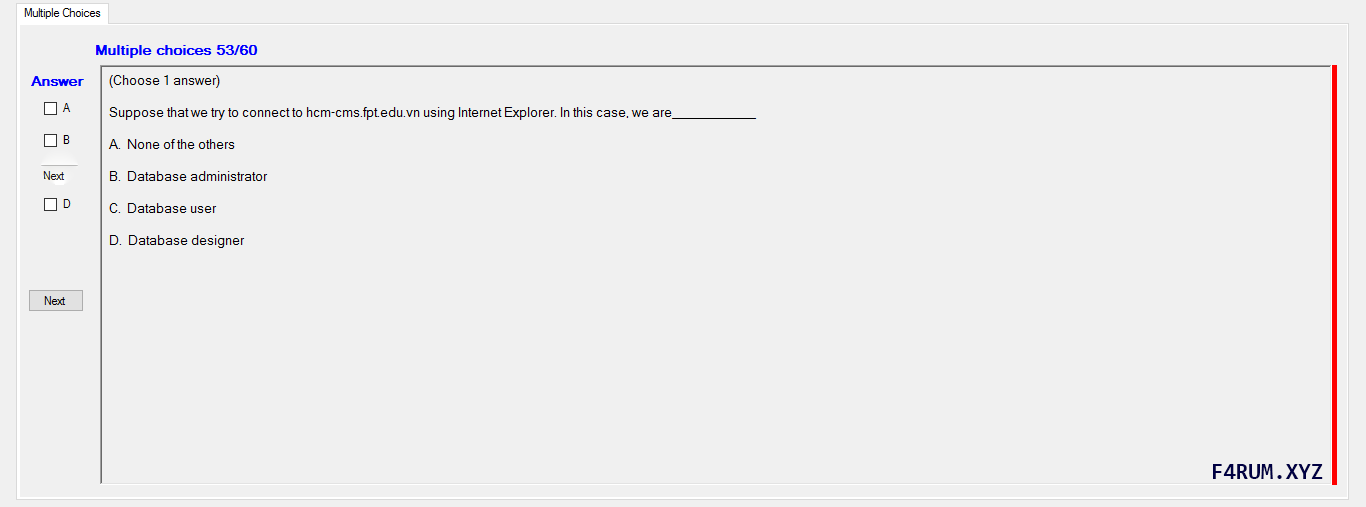 Multiple Choices
Multiple choices 53/60
Answer
A
B
Next
D
Next
(Choose 1 answer)
Suppose that we try to connect to hcm-cms.fpt.edu.vn using Internet Explorer. In this case, we are____________
A. None of the others
B. Database administrator
C. Database user
D. Database designer
F4RUM.XYZ